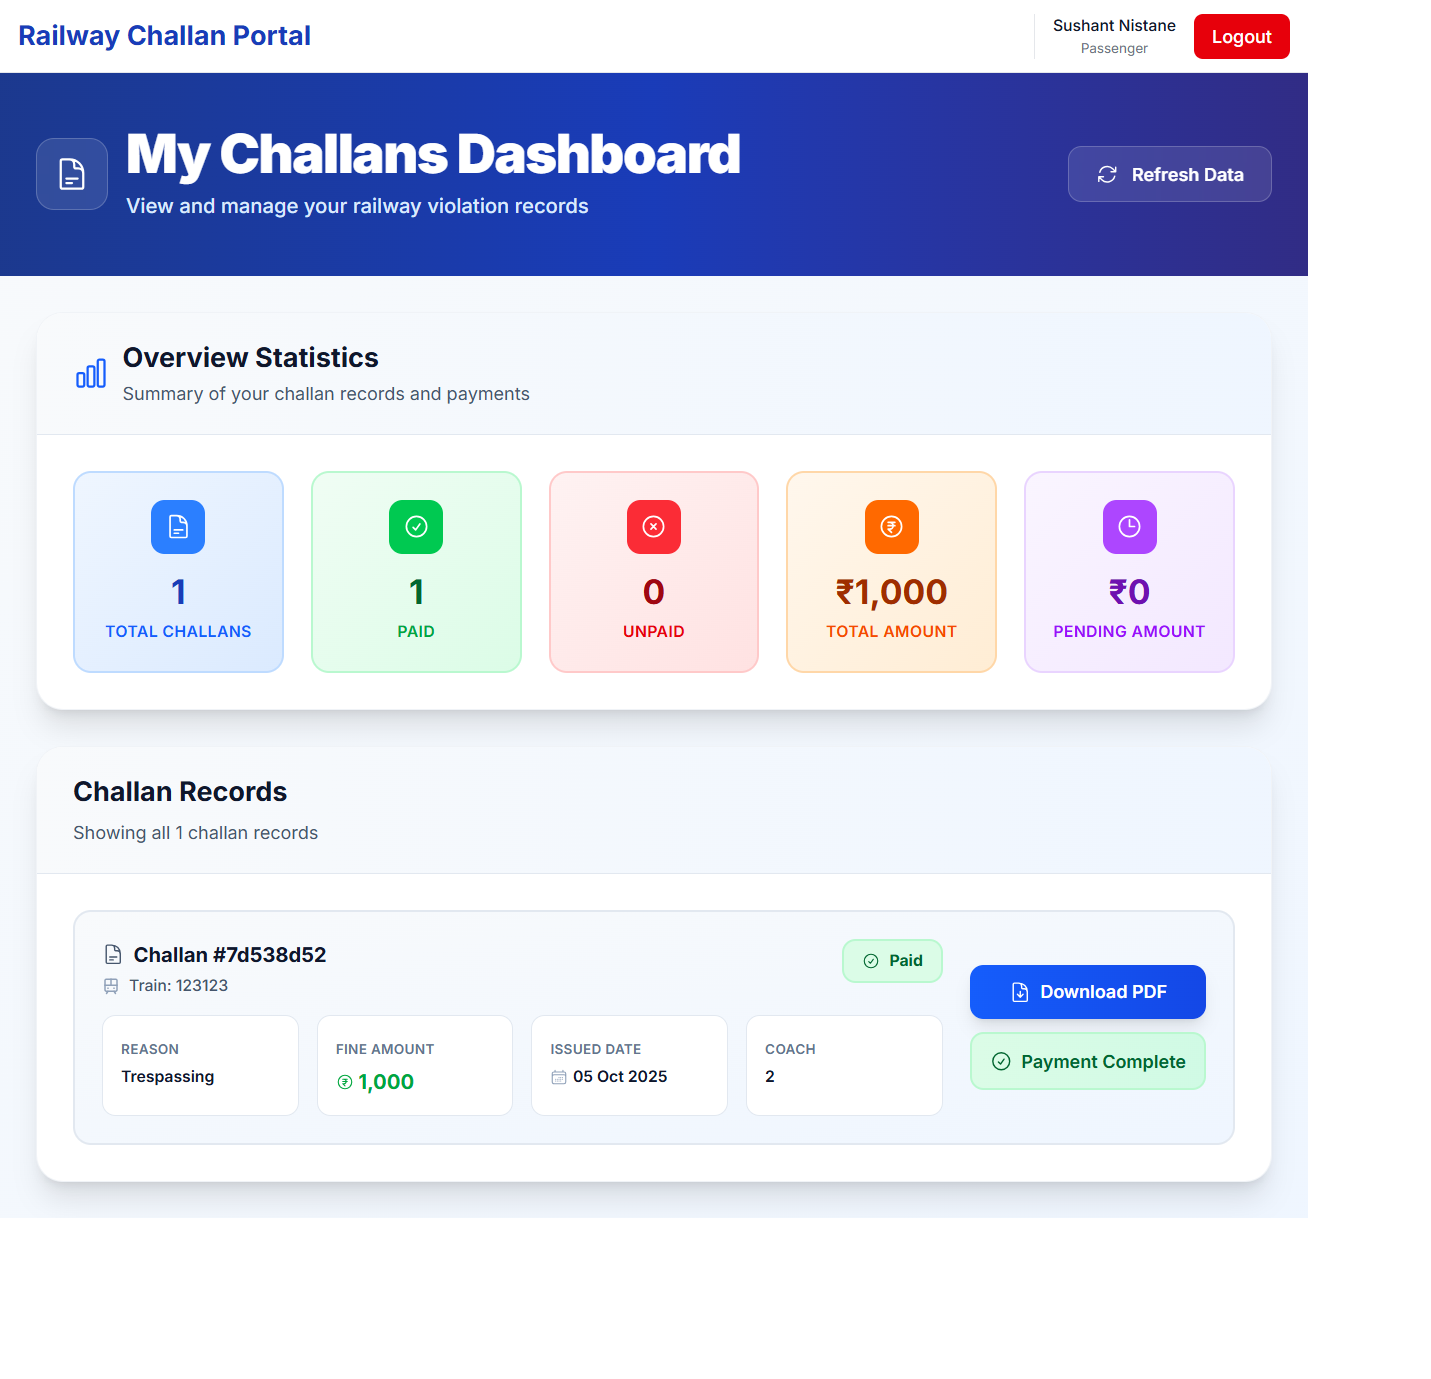 Railway Challan Portal
Sushant Nistane
Passenger
Logout
My Challans Dashboard
View and manage your railway violation records
Refresh Data
Overview Statistics
Summary of your challan records and payments
1
TOTAL CHALLANS
1
PAID
0
UNPAID
₹1,000
TOTAL AMOUNT
₹0
PENDING AMOUNT
Challan Records
Showing all 1 challan records
Challan #7d538d52
Train: 123123
Paid
REASON
Trespassing
FINE AMOUNT
₹ 1,000
ISSUED DATE
05 Oct 2025
COACH
2
Download PDF
Payment Complete